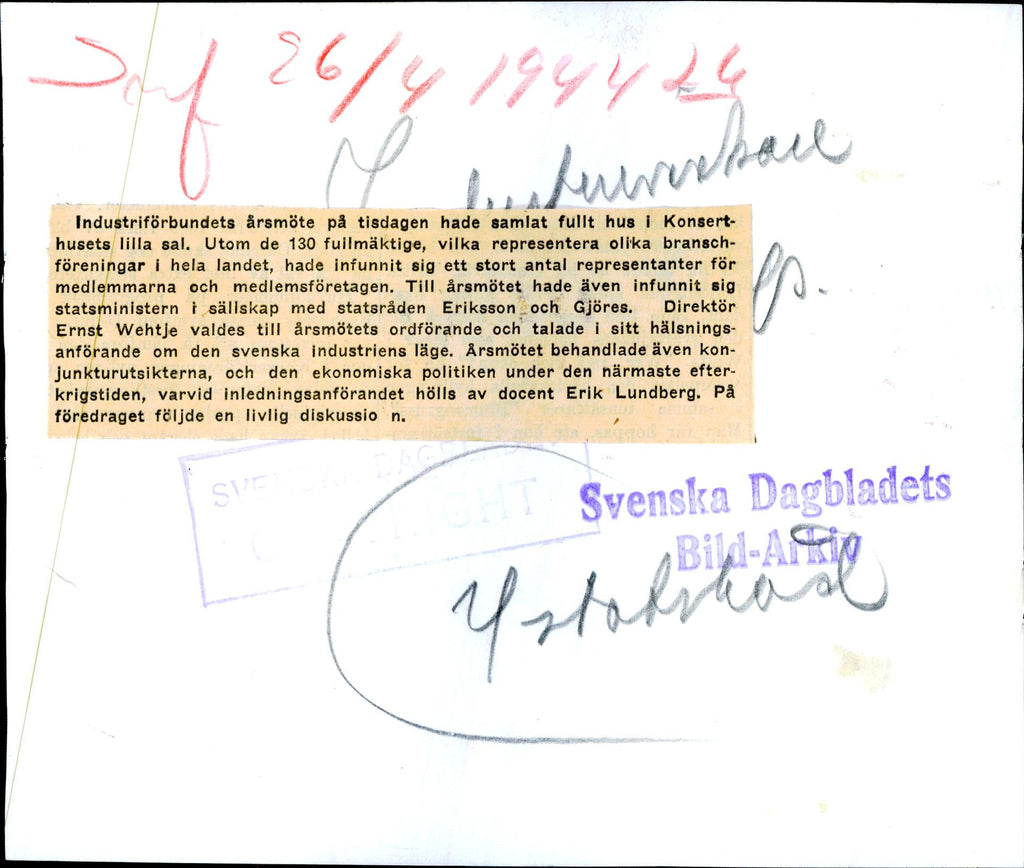 26/4 1944
Industriförbundets årsmöte på tisdagen hade samlat fullt hus i Konsert-
husets lilla sal. Utom de 130 fullmäktige, vilka representera olika bransch-
föreningar i hela landet, hade infunnit sig ett stort antal representanter för
medlemmarna och medlemsföretagen. Till årsmötet hade även infunnit sig
statsministern i sällskap med statsråden Eriksson och Gjöres. Direktör
Ernst Wehtje valdes till årsmötets ordförande och talade i sitt hälsnings-
anförande om den svenska industriens läge. Årsmötet behandlade även kon-
junkturutsikterna, och den ekonomiska politiken under den närmaste efter-
krigstiden, varvid inledningsanförandet hölls av docent Erik Lundberg. På
föredraget följde en livlig diskussio n.
SVENSKA DAGBLADET
COPYRIGHT
Svenska Dagbladets
Bild-Arkiv